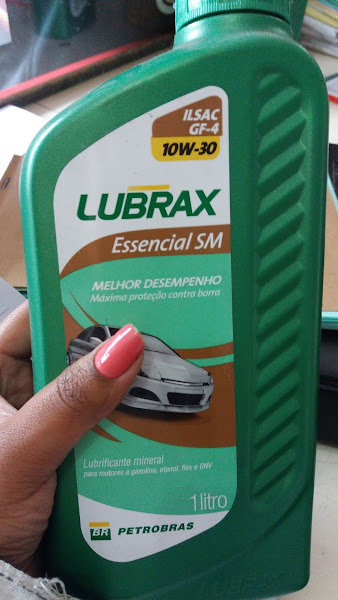 ILSAC
GF-4
10W-30
LUBRAX
Essencial SM
MELHOR DESEMPENHO
Máxima proteção contra borra
Lubrificante mineral
para motores a gasolina, etanol, flex e GNV
1 litro
BR PETROBRAS
LUBRAX